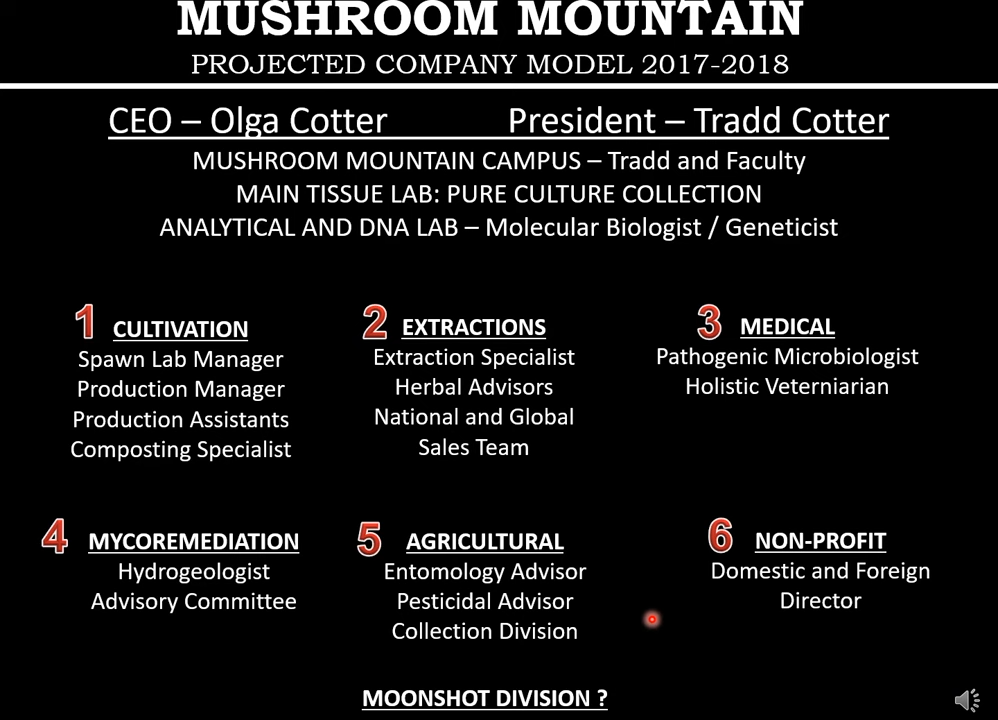 MUSHROOM MOUNTAIN
PROJECTED COMPANY MODEL 2017-2018
CEO – Olga Cotter President – Tradd Cotter
MUSHROOM MOUNTAIN CAMPUS – Tradd and Faculty
MAIN TISSUE LAB: PURE CULTURE COLLECTION
ANALYTICAL AND DNA LAB – Molecular Biologist / Geneticist
1 CULTIVATION
Spawn Lab Manager
Production Manager
Production Assistants
Composting Specialist
2 EXTRACTIONS
Extraction Specialist
Herbal Advisors
National and Global
Sales Team
3 MEDICAL
Pathogenic Microbiologist
Holistic Veterniarian
4 MYCOREMEDIATION
Hydrogeologist
Advisory Committee
5 AGRICULTURAL
Entomology Advisor
Pesticidal Advisor
Collection Division
6 NON-PROFIT
Domestic and Foreign
Director
MOONSHOT DIVISION ?